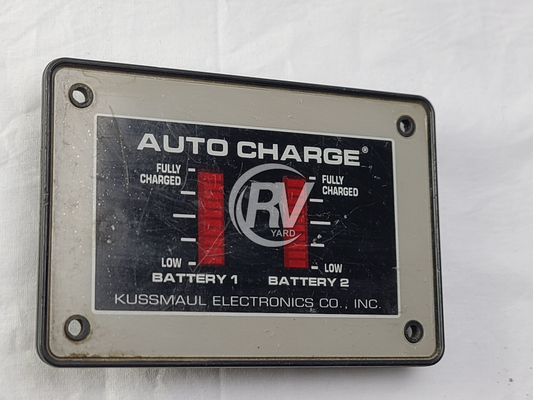 AUTO CHARGE®
FULLY
CHARGED
FULLY
CHARGED
RV
YARD
LOW
LOW
BATTERY 1
BATTERY 2
KUSSMAUL ELECTRONICS CO., INC.